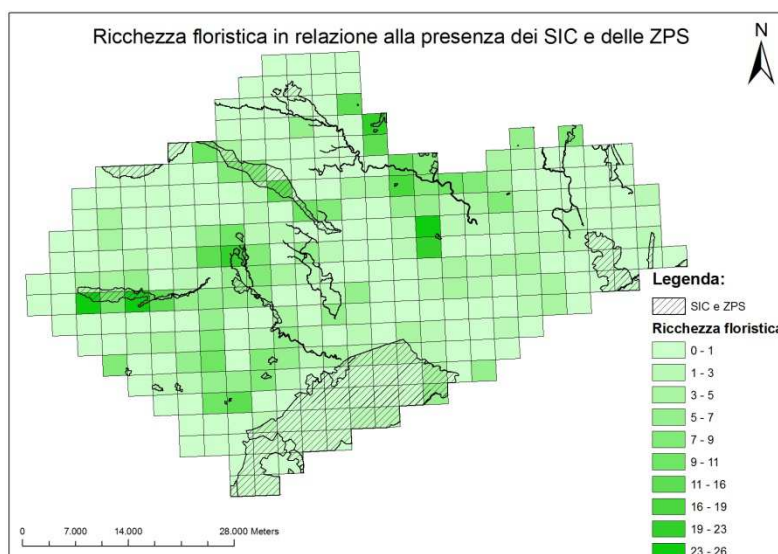 Ricchezza floristica in relazione alla presenza dei SIC e delle ZPS
N
Legenda:
SIC e ZPS
Ricchezza floristica
0 - 1
1 - 3
3 - 5
5 - 7
7 - 9
9 - 11
11 - 16
16 - 19
19 - 23
23 - 26
0 7.000 14.000 28.000 Meters